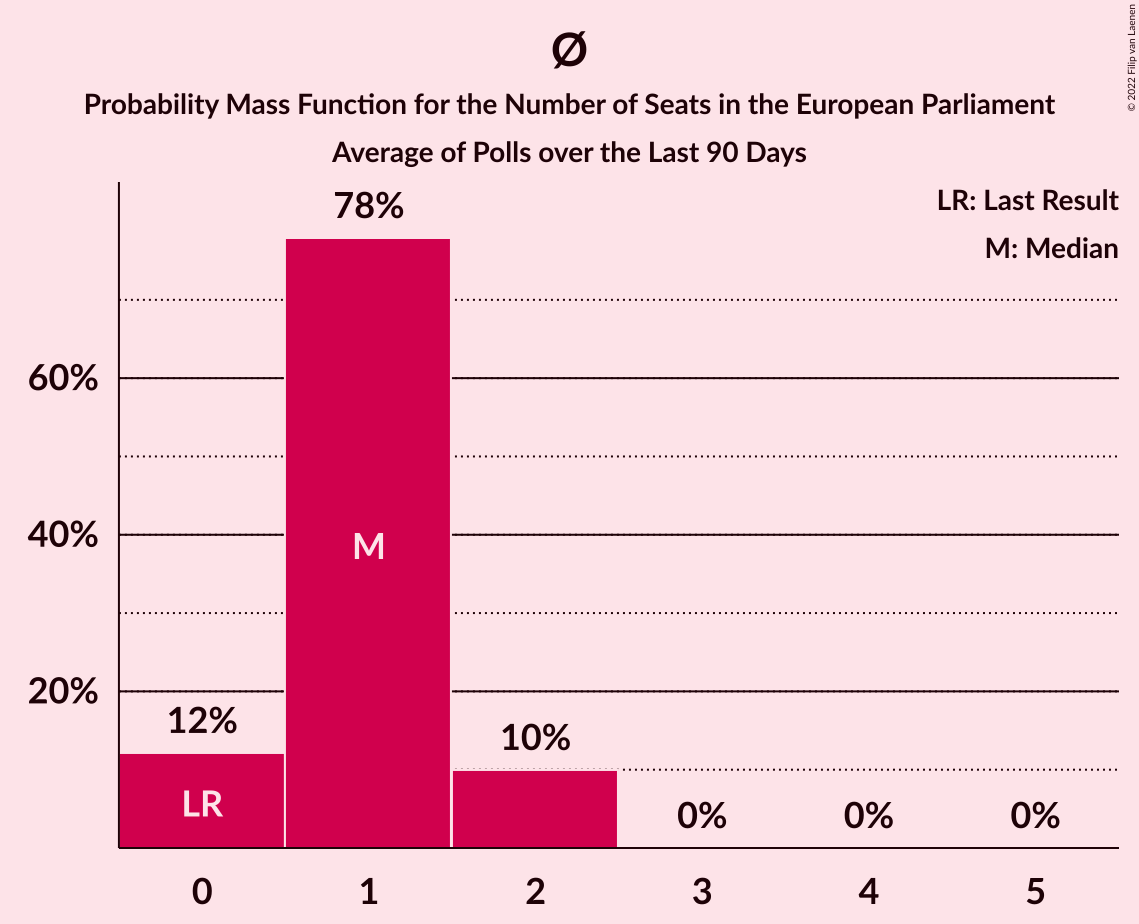 Ø
Probability Mass Function for the Number of Seats in the European Parliament
Average of Polls over the Last 90 Days
© 2022 Filip van Laenen
LR: Last Result
M: Median
78%
60%
40%
20%
M
12%
LR
10%
0%
0%
0%
0
1
2
3
4
5